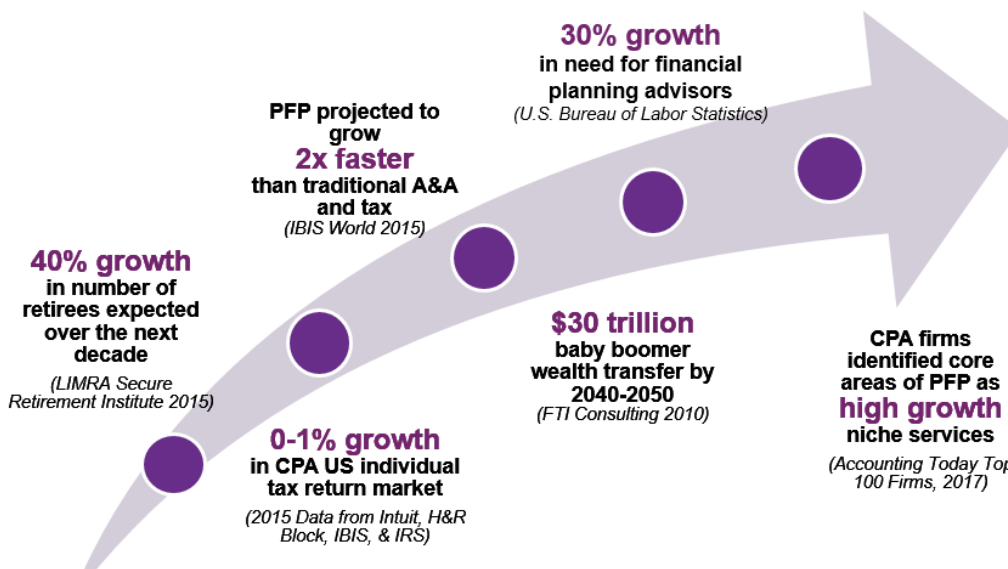 40% growth
in number of
retirees expected
over the next
decade
(LIMRA Secure
Retirement Institute 2015)
0-1% growth
in CPA US individual
tax return market
(2015 Data from Intuit, H&R
Block, IBIS, & IRS)
PFP projected to
grow
2x faster
than traditional A&A
and tax
(IBIS World 2015)
$30 trillion
baby boomer
wealth transfer by
2040-2050
(FTI Consulting 2010)
30% growth
in need for financial
planning advisors
(U.S. Bureau of Labor Statistics)
CPA firms
identified core
areas of PFP as
high growth
niche services
(Accounting Today Top
100 Firms, 2017)